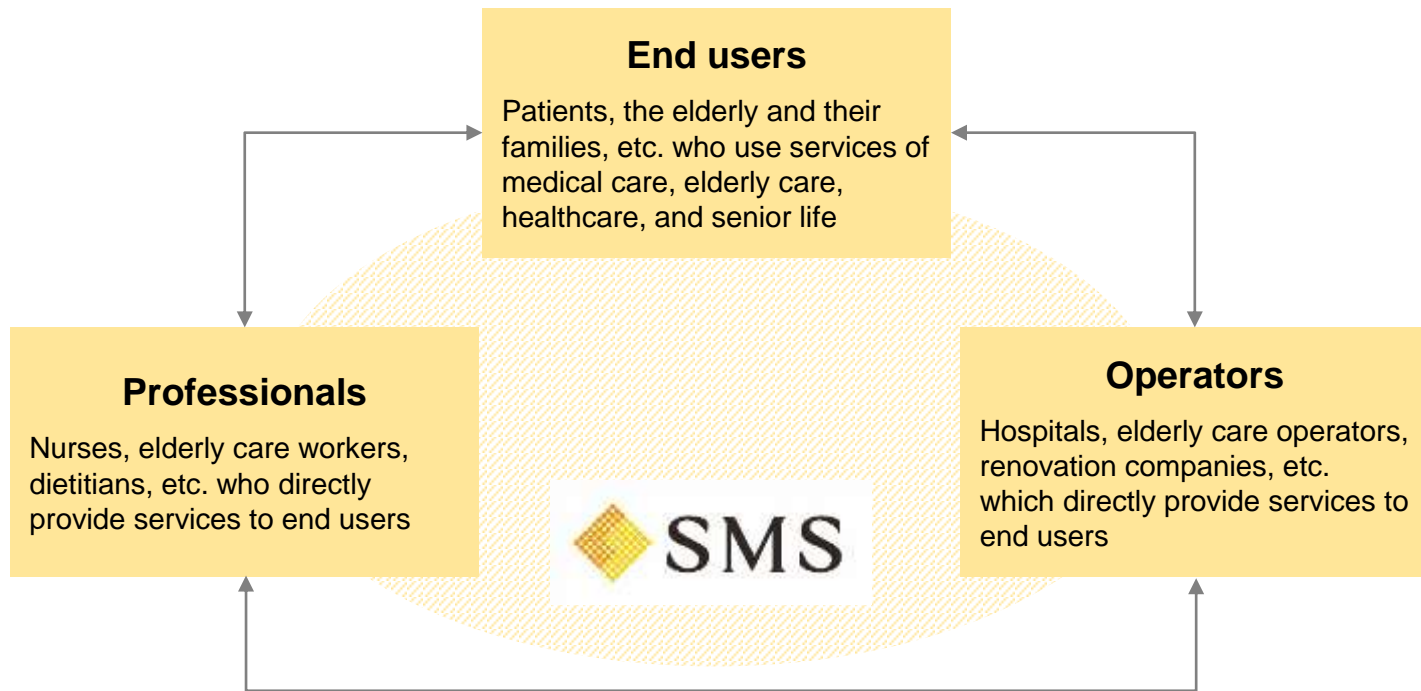 End users
Patients, the elderly and their
families, etc. who use services of
medical care, elderly care,
healthcare, and senior life
Professionals
Nurses, elderly care workers,
dietitians, etc. who directly
provide services to end users
Operators
Hospitals, elderly care operators,
renovation companies, etc.
which directly provide services to
end users
SMS